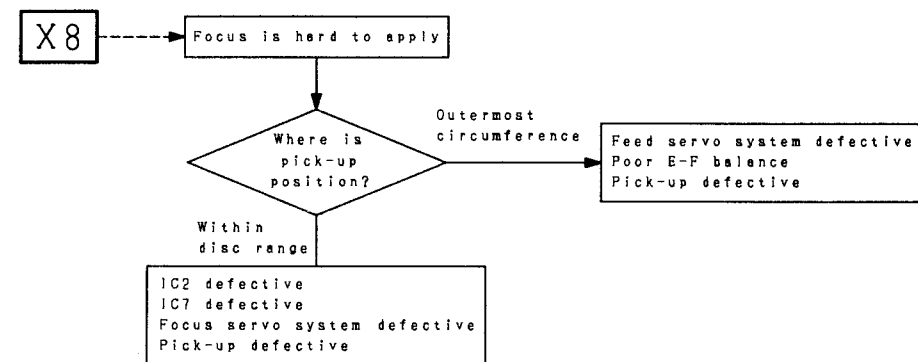 X8
Focus is hard to apply
Where is
pick-up
position?
Outermost
circumference
Feed servo system defective
Poor E-F balance
Pick-up defective
Within
disc range
IC2 defective
IC7 defective
Focus servo system defective
Pick-up defective